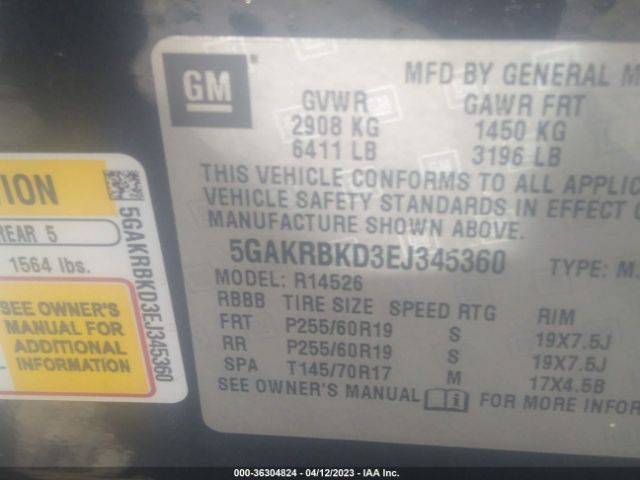 GM
MFD BY GENERAL M
GVWR GAWR FRT
2908 KG 1450 KG
6411 LB 3196 LB
THIS VEHICLE CONFORMS TO ALL APPLIC
VEHICLE SAFETY STANDARDS IN EFFECT
MANUFACTURE SHOWN ABOVE.
5GAKRBKD3EJ345360 TYPE: M.
MODEL: R14526
RBBB TIRE SIZE SPEED RTG RIM
FRT P255/60R19 S 19X7.5J
RR P255/60R19 S 19X7.5J
SPA T145/70R17 M 17X4.5B
SEE OWNER'S MANUAL FOR MORE INFOR
TION
REAR 5
1564 lbs.
SEE OWNER'S
MANUAL FOR
ADDITIONAL
INFORMATION
5GAKRBKD3EJ345360
000-36304824 - 04/12/2023 - IAA Inc.